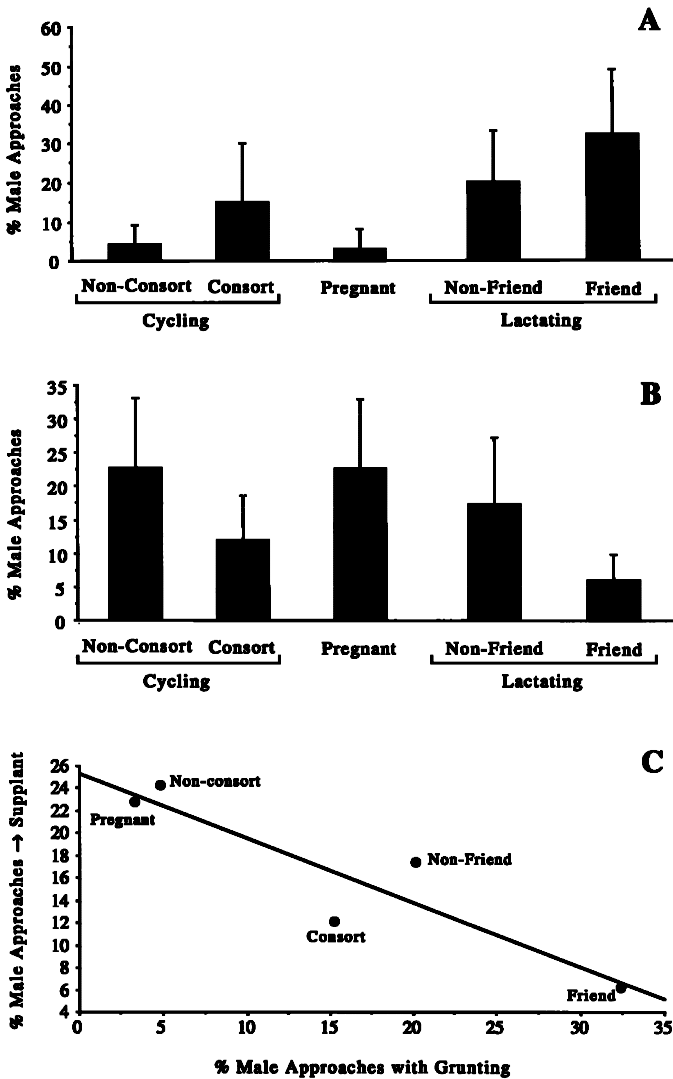 A
60
50
40
30
20
10
0
% Male Approaches
Non-Consort Consort Pregnant Non-Friend Friend
Cycling Lactating
B
35
30
25
20
15
10
5
0
% Male Approaches
Non-Consort Consort Pregnant Non-Friend Friend
Cycling Lactating
C
26
24
22
20
18
16
14
12
10
8
6
4
% Male Approaches → Supplant
Non-consort
Pregnant
Non-Friend
Consort
Friend
0 5 10 15 20 25 30 35
% Male Approaches with Grunting